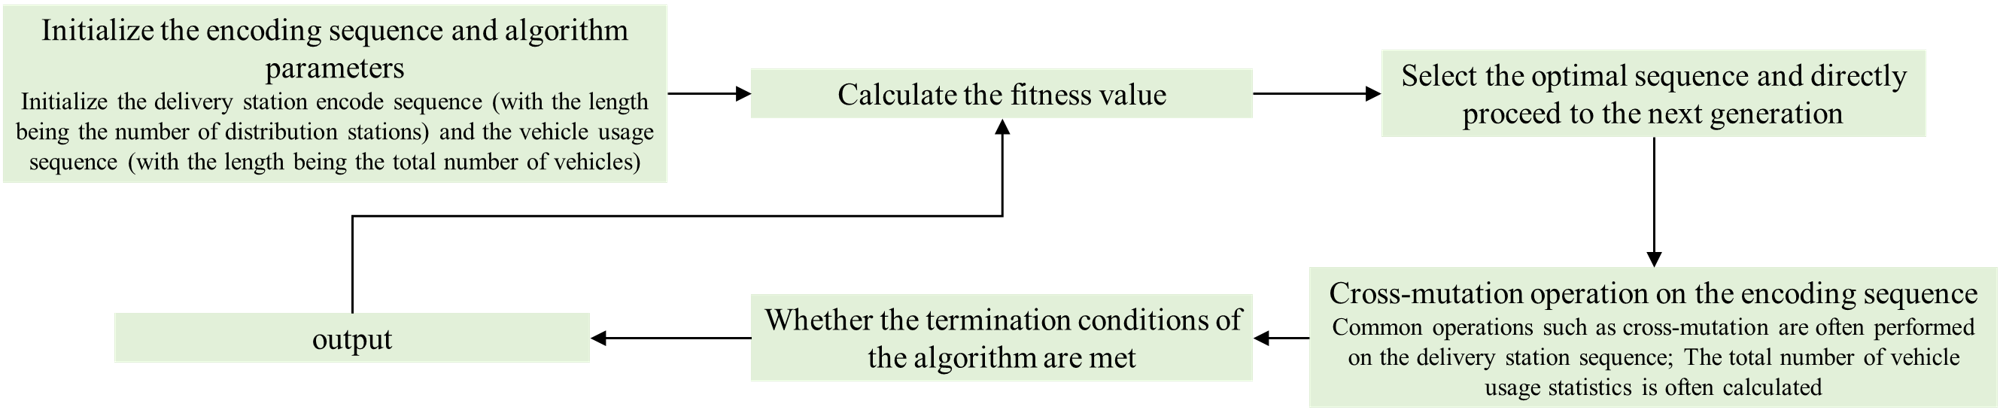 Initialize the encoding sequence and algorithm
parameters
Initialize the delivery station encode sequence (with the length
being the number of distribution stations) and the vehicle usage
sequence (with the length being the total number of vehicles)
Calculate the fitness value
Select the optimal sequence and directly
proceed to the next generation
Cross-mutation operation on the encoding sequence
Common operations such as cross-mutation are often performed
on the delivery station sequence; The total number of vehicle
usage statistics is often calculated
Whether the termination conditions of
the algorithm are met
output